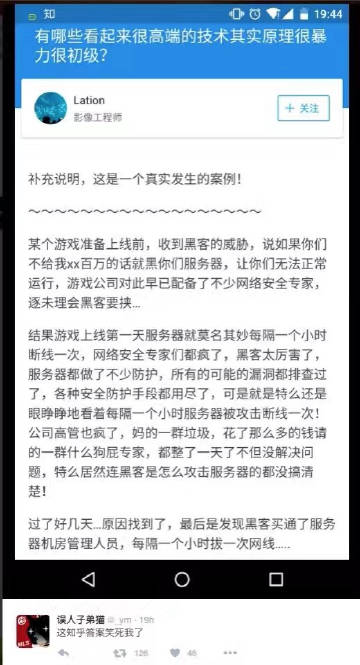 知
19:44
有哪些看起来很高端的技术其实原理很暴
力很初级？
Lation
影像工程师
+ 关注
补充说明，这是一个真实发生的案例！
～～～～～～～～～～～～～～～～～～
某个游戏准备上线前，收到黑客的威胁，说如果你们
不给我xx百万的话就黑你们服务器，让你们无法正常
运行，游戏公司对此早已配备了不少网络安全专家，
逐未理会黑客要挟...
结果游戏上线第一天服务器就莫名其妙每隔一个小时
断线一次，网络安全专家们都疯了，黑客太厉害了，
服务器都做了不少防护，所有的可能的漏洞都排查过
了，各种安全防护手段都用尽了，可是就是特么还是
眼睁睁地看着每隔一个小时服务器被攻击断线一次！
公司高管也疯了，妈的一群垃圾，花了那么多的钱请
的一群什么狗屁专家，都整了一天了不但没解决问
题，特么居然连黑客是怎么攻击服务器的都没搞清
楚！
过了好几天...原因找到了，最后是发现黑客买通了服务
器机房管理人员，每隔一个小时拔一次网线.....
误人子弟猫 @_ym · 19h
这知乎答案笑死我了
126
46